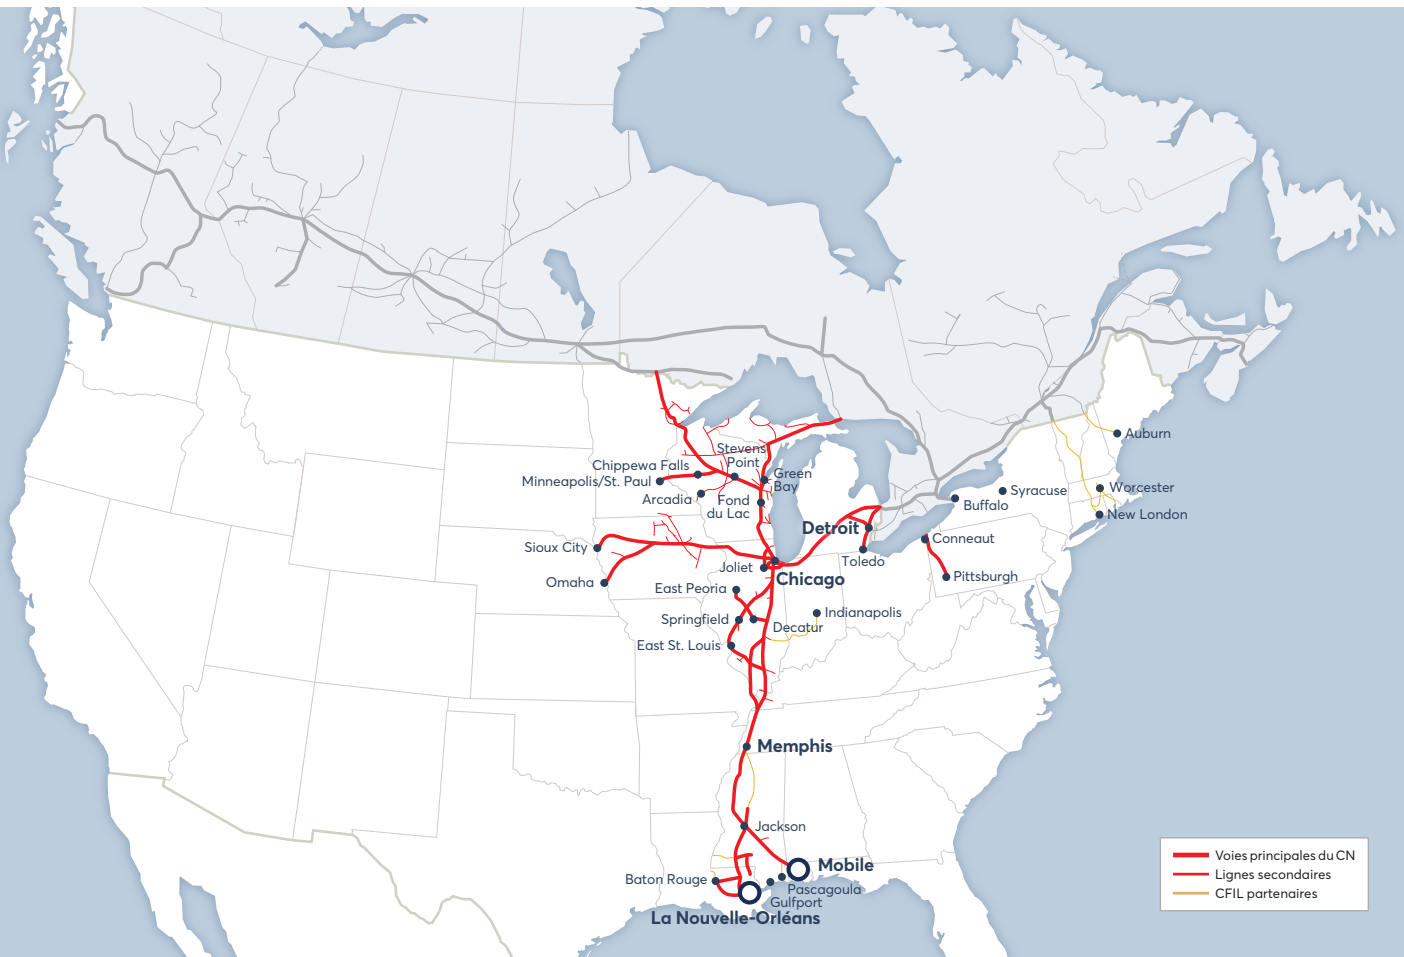 Auburn
Stevens
Point
Chippewa Falls
Green
Bay
Minneapolis/St. Paul
Arcadia
Fond
du Lac
Worcester
Syracuse
Buffalo
New London
Detroit
Conneaut
Sioux City
Toledo
Joliet
Chicago
Pittsburgh
Omaha
East Peoria
Indianapolis
Springfield
Decatur
East St. Louis
Memphis
Jackson
Mobile
Baton Rouge
Pascagoula
Gulfport
La Nouvelle-Orléans
Voies principales du CN
Lignes secondaires
CFIL partenaires